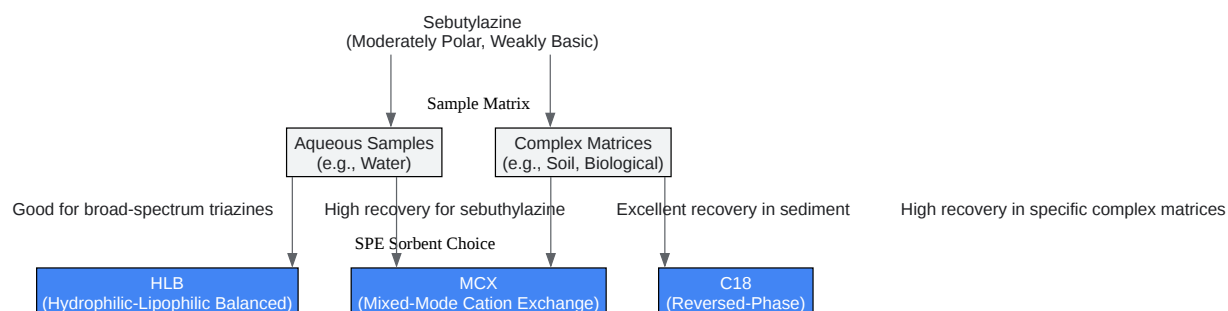 Sebutylazine
(Moderately Polar, Weakly Basic)
Sample Matrix
Aqueous Samples
(e.g., Water)
Complex Matrices
(e.g., Soil, Biological)
Good for broad-spectrum triazines
High recovery for sebuthylazine
Excellent recovery in sediment
High recovery in specific complex matrices
SPE Sorbent Choice
HLB
(Hydrophilic-Lipophilic Balanced)
MCX
(Mixed-Mode Cation Exchange)
C18
(Reversed-Phase)